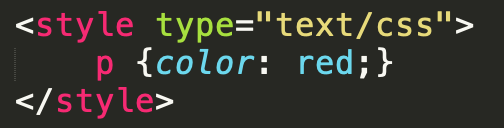 <style type="text/css">
    p {color: red;}
</style>